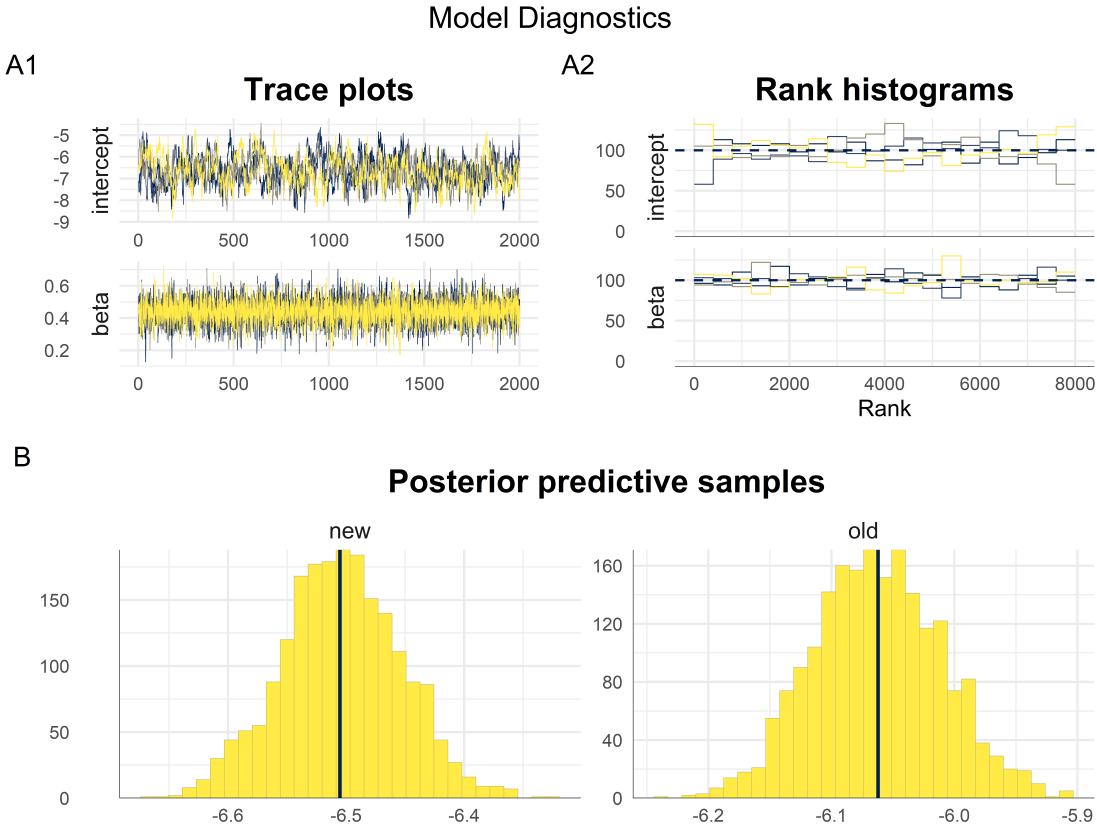 Model Diagnostics
A1
A2
Trace plots
Rank histograms
intercept
-5
-6
-7
-8
-9
0 500 1000 1500 2000
beta
0.6
0.4
0.2
0 500 1000 1500 2000
intercept
100
50
0
beta
100
50
0
0 2000 4000 6000 8000
Rank
B
Posterior predictive samples
new
150
100
50
0
-6.6 -6.5 -6.4
old
160
120
80
40
0
-6.2 -6.1 -6.0 -5.9